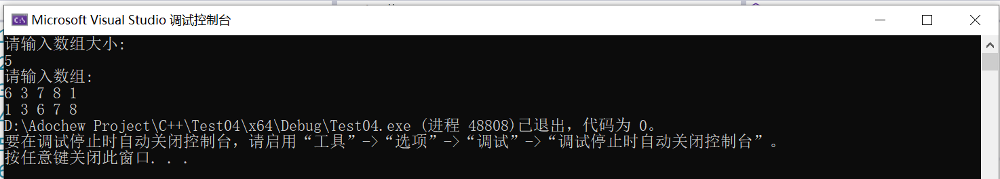 Microsoft Visual Studio 调试控制台
请输入数组大小:
5
请输入数组:
6 3 7 8 1
1 3 6 7 8
D:\Adochew Project\C++\Test04\x64\Debug\Test04.exe (进程 48808)已退出，代码为 0。
要在调试停止时自动关闭控制台，请启用“工具”->“选项”->“调试”->“调试停止时自动关闭控制台”。
按任意键关闭此窗口. . .